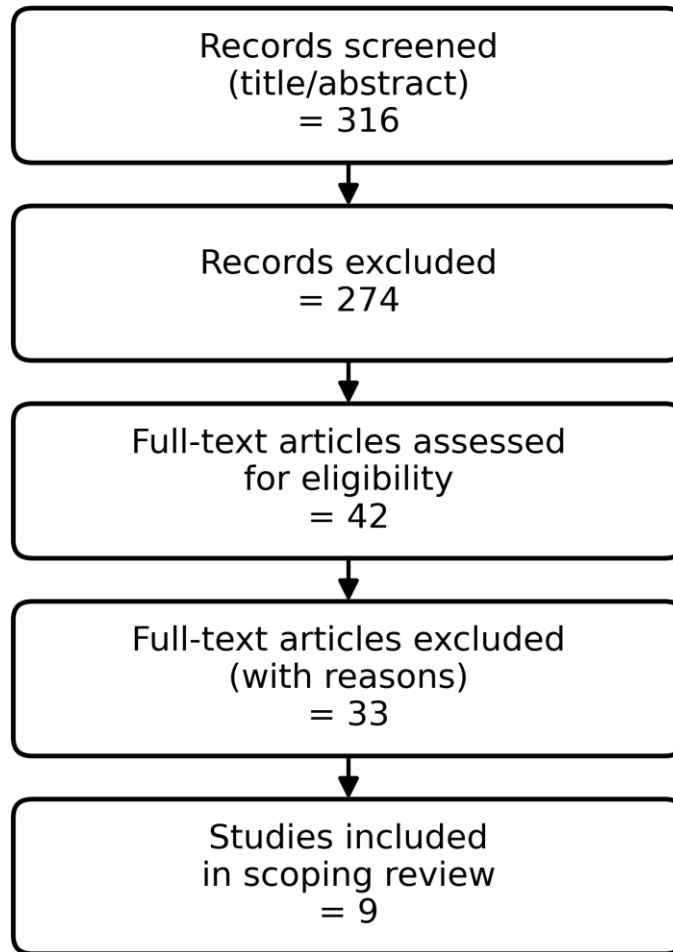 Records screened
(title/abstract)
= 316
Records excluded
= 274
Full-text articles assessed
for eligibility
= 42
Full-text articles excluded
(with reasons)
= 33
Studies included
in scoping review
= 9